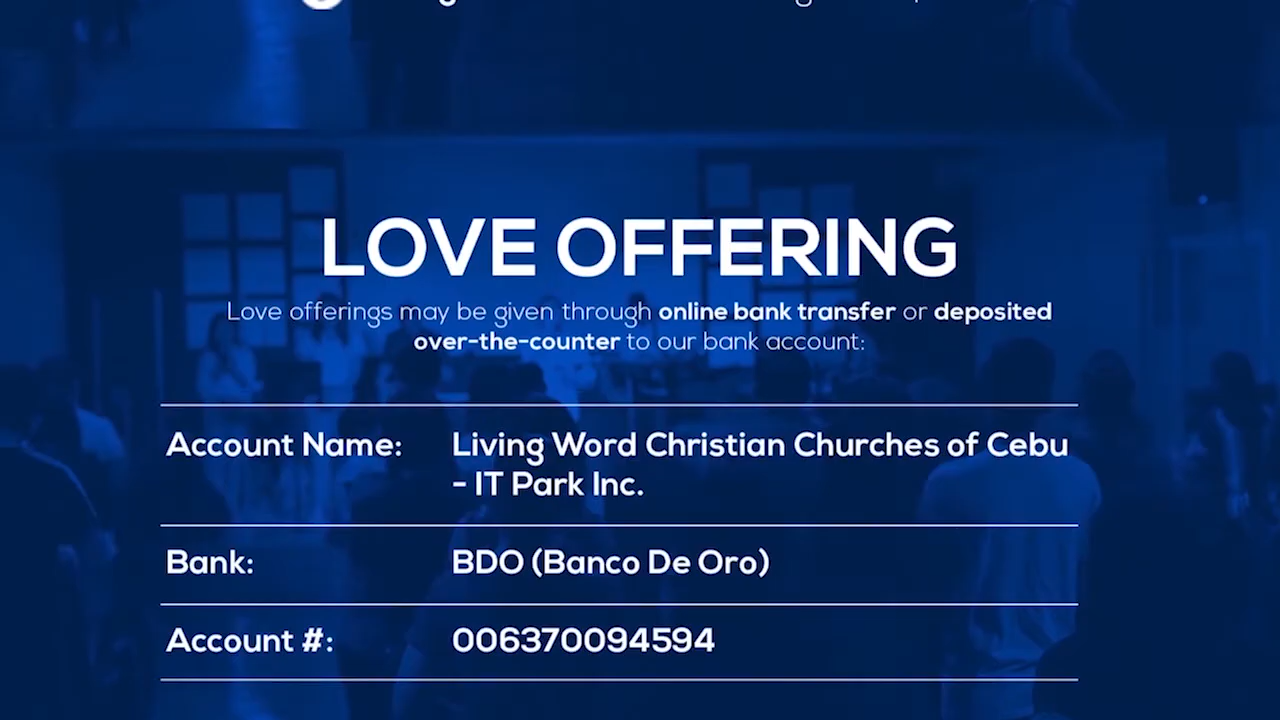 LOVE OFFERING
Love offerings may be given through online bank transfer or deposited
over-the-counter to our bank account:
Account Name: Living Word Christian Churches of Cebu
- IT Park Inc.
Bank: BDO (Banco De Oro)
Account #: 006370094594